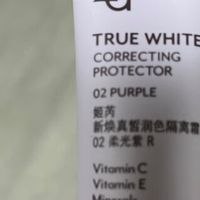 TRUE WHITE
CORRECTING
PROTECTOR
02 PURPLE
姬芮
新焕真皙润色隔离霜
02 柔光紫 R
Vitamin C
Vitamin E
Minerals